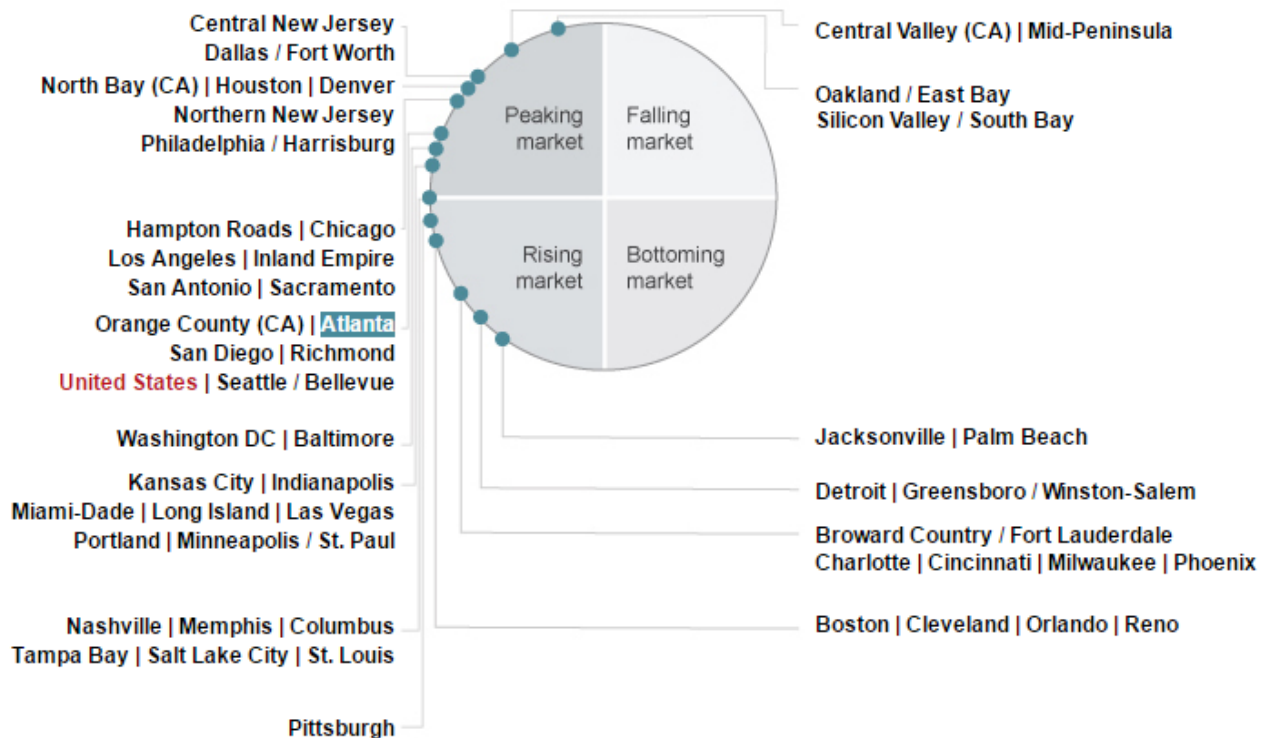 Central New Jersey
Dallas / Fort Worth
North Bay (CA) | Houston | Denver
Northern New Jersey
Philadelphia / Harrisburg
Hampton Roads | Chicago
Los Angeles | Inland Empire
San Antonio | Sacramento
Orange County (CA) | Atlanta
San Diego | Richmond
United States | Seattle / Bellevue
Washington DC | Baltimore
Kansas City | Indianapolis
Miami-Dade | Long Island | Las Vegas
Portland | Minneapolis / St. Paul
Nashville | Memphis | Columbus
Tampa Bay | Salt Lake City | St. Louis
Pittsburgh
Peaking
market
Falling
market
Rising
market
Bottoming
market
Central Valley (CA) | Mid-Peninsula
Oakland / East Bay
Silicon Valley / South Bay
Jacksonville | Palm Beach
Detroit | Greensboro / Winston-Salem
Broward Country / Fort Lauderdale
Charlotte | Cincinnati | Milwaukee | Phoenix
Boston | Cleveland | Orlando | Reno